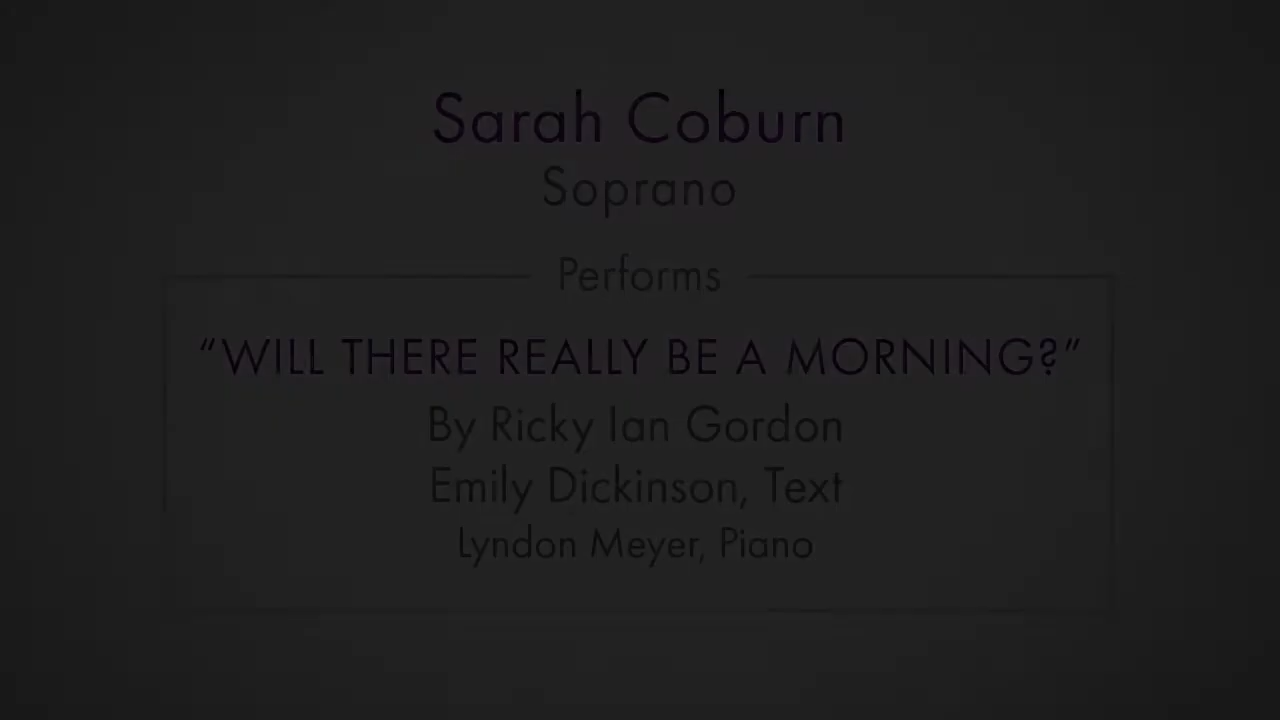 Sarah Coburn
Soprano
Performs
“WILL THERE REALLY BE A MORNING?”
By Ricky Ian Gordon
Emily Dickinson, Text
Lyndon Meyer, Piano